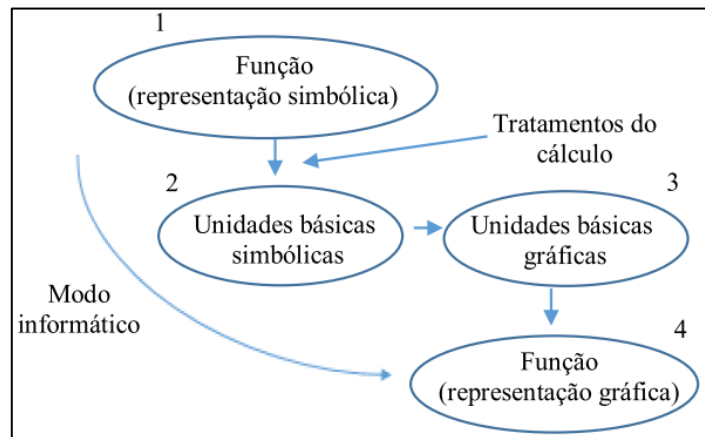 1
Função
(representação simbólica)
Tratamentos do
cálculo
2
Unidades básicas
simbólicas
3
Unidades básicas
gráficas
Modo
informático
4
Função
(representação gráfica)